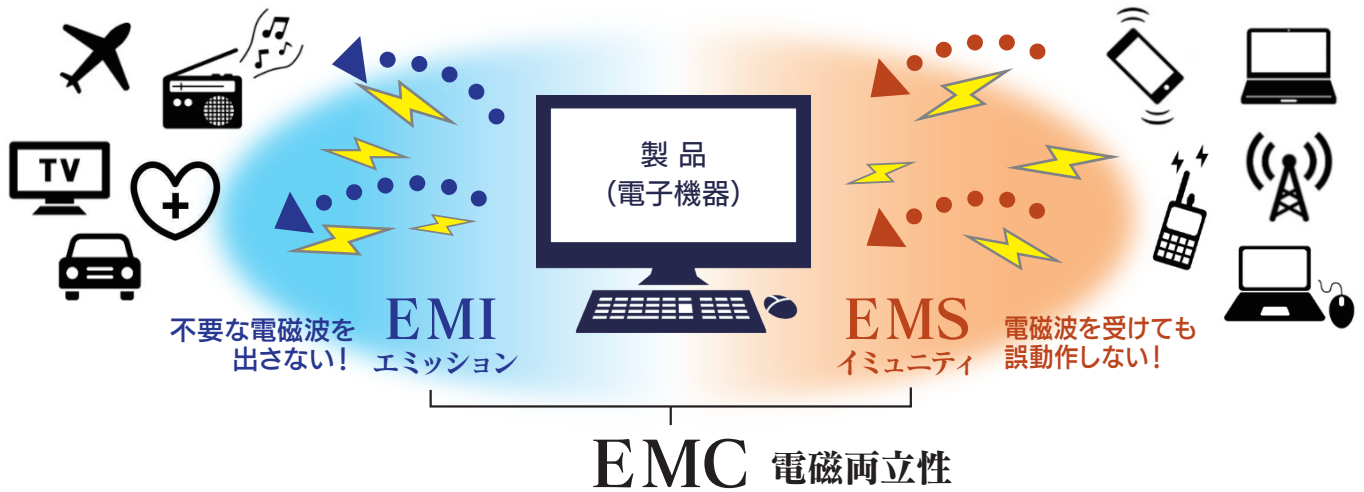 TV
製品
（電子機器）
不要な電磁波を
出さない！
EMI
エミッション
EMS
イミュニティ
電磁波を受けても
誤動作しない！
EMC 電磁両立性